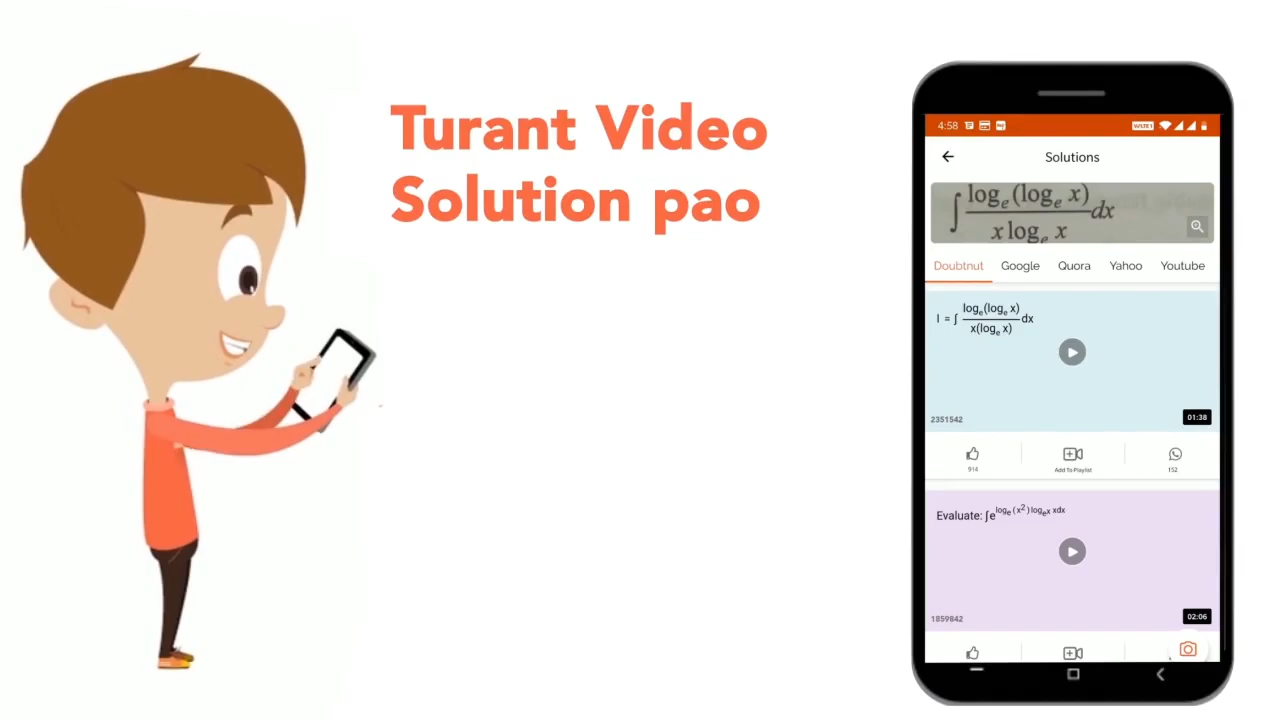 Turant Video
Solution pao
4:58
VoLTE1
Solutions
∫ logₑ(logₑ x) / x logₑ x dx
Doubtnut Google Quora Yahoo Youtube
I = ∫ logₑ(logₑ x) / x(logₑ x) dx
2351542 01:38
914 Add To Playlist 152
Evaluate: ∫e^logₑ(x²)logₑx xdx
1859842 02:06